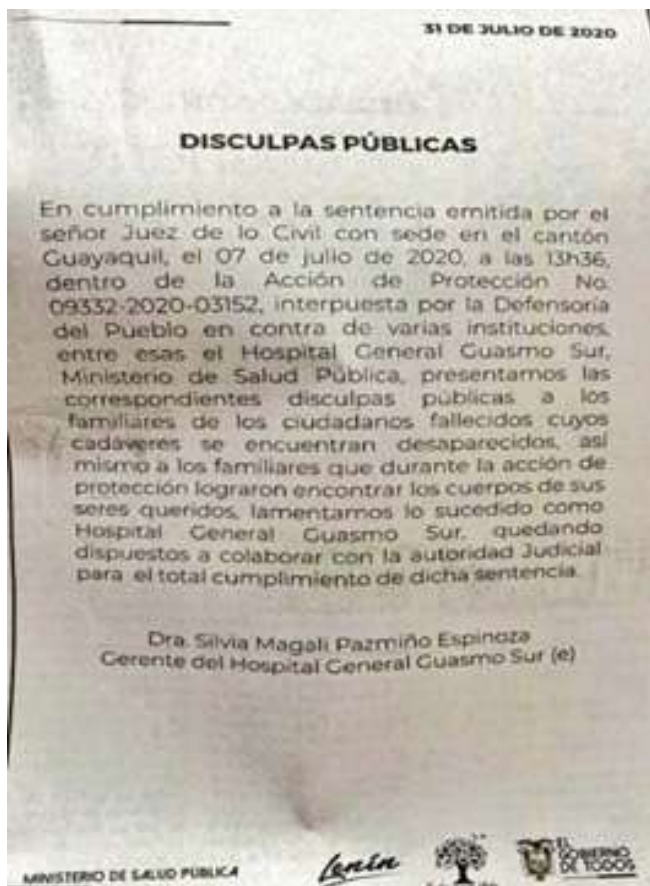 31 DE JULIO DE 2020
DISCULPAS PÚBLICAS
En cumplimiento a la sentencia emitida por el
señor Juez de lo Civil con sede en el cantón
Guayaquil, el 07 de julio de 2020, a las 13h36,
dentro de la Acción de Protección No.
09332-2020-03152, interpuesta por la Defensoría
del Pueblo en contra de varias instituciones,
entre esas el Hospital General Guasmo Sur,
Ministerio de Salud Pública, presentamos las
correspondientes disculpas públicas a los
familiares de los ciudadanos fallecidos cuyos
cadáveres se encuentran desaparecidos, así
mismo a los familiares que durante la acción de
protección lograron encontrar los cuerpos de sus
seres queridos, lamentamos lo sucedido como
Hospital General Guasmo Sur, quedando
dispuestos a colaborar con la autoridad Judicial
para el total cumplimiento de dicha sentencia.
Dra. Silvia Magali Pazmiño Espinoza
Gerente del Hospital General Guasmo Sur (e)
MINISTERIO DE SALUD PÚBLICA
Lenín
EL GOBIERNO
DE TODOS